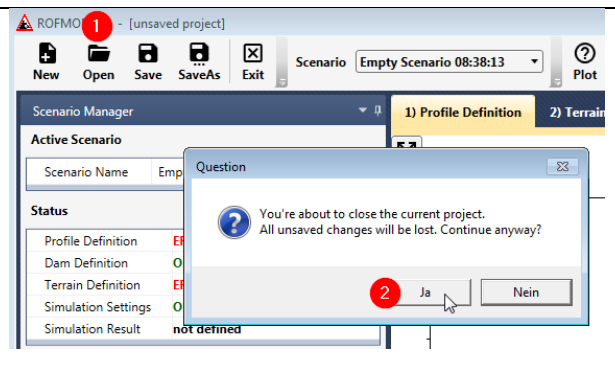 ROFMO 1 - [unsaved project]
New Open Save SaveAs Exit Scenario Empty Scenario 08:38:13 Plot
Scenario Manager
1) Profile Definition 2) Terrain
Active Scenario
Scenario Name Emp
Question
You're about to close the current project.
All unsaved changes will be lost. Continue anyway?
2 Ja Nein
Status
Profile Definition
Dam Definition
Terrain Definition
Simulation Settings
Simulation Result not defined